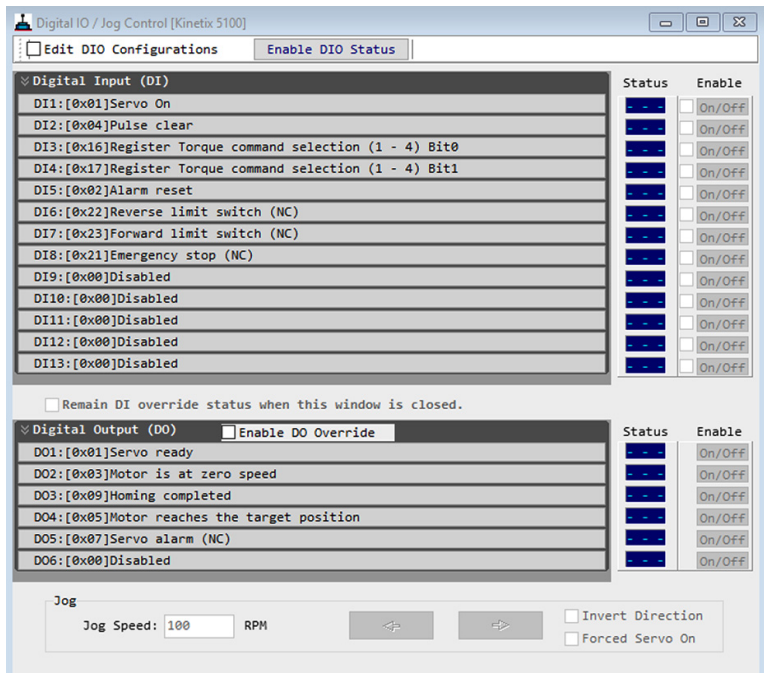 Digital IO / Jog Control [Kinetix 5100]
Edit DIO Configurations Enable DIO Status
Digital Input (DI) Status Enable
DI1:[0x01]Servo On - - - On/Off
DI2:[0x04]Pulse clear - - - On/Off
DI3:[0x16]Register Torque command selection (1 - 4) Bit0 - - - On/Off
DI4:[0x17]Register Torque command selection (1 - 4) Bit1 - - - On/Off
DI5:[0x02]Alarm reset - - - On/Off
DI6:[0x22]Reverse limit switch (NC) - - - On/Off
DI7:[0x23]Forward limit switch (NC) - - - On/Off
DI8:[0x21]Emergency stop (NC) - - - On/Off
DI9:[0x00]Disabled - - - On/Off
DI10:[0x00]Disabled - - - On/Off
DI11:[0x00]Disabled - - - On/Off
DI12:[0x00]Disabled - - - On/Off
DI13:[0x00]Disabled - - - On/Off
Remain DI override status when this window is closed.
Digital Output (DO) Enable DO Override Status Enable
DO1:[0x01]Servo ready - - - On/Off
DO2:[0x03]Motor is at zero speed - - - On/Off
DO3:[0x09]Homing completed - - - On/Off
DO4:[0x05]Motor reaches the target position - - - On/Off
DO5:[0x07]Servo alarm (NC) - - - On/Off
DO6:[0x00]Disabled - - - On/Off
Jog
Jog Speed: 100 RPM Invert Direction
Forced Servo On